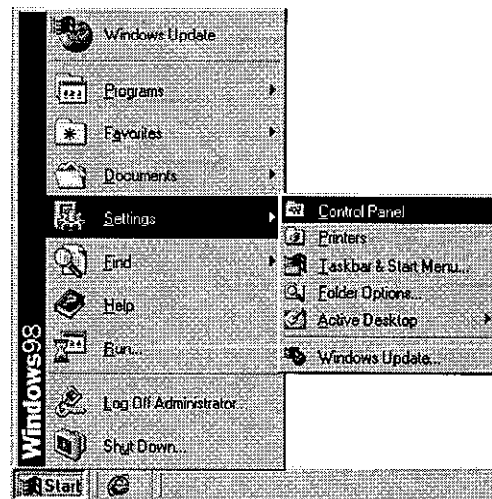 Windows Update
Programs
Favorites
Documents
Settings
Find
Help
Run...
Log Off Administrator...
Shut Down...
Windows98
Control Panel
Printers
Taskbar & Start Menu...
Folder Options...
Active Desktop
Windows Update...
Start